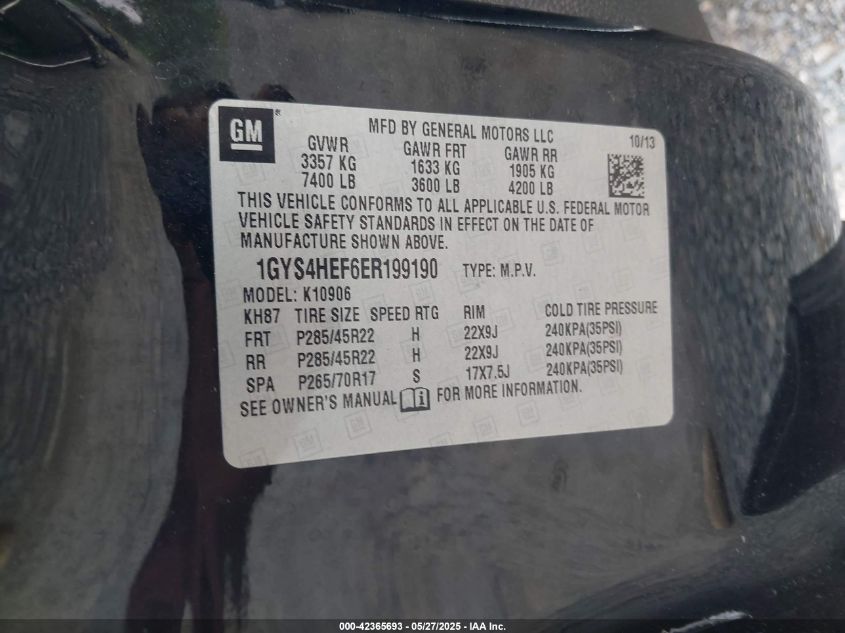 GM
MFD BY GENERAL MOTORS LLC 10/13
GVWR GAWR FRT GAWR RR
3357 KG 1633 KG 1905 KG
7400 LB 3600 LB 4200 LB
THIS VEHICLE CONFORMS TO ALL APPLICABLE U.S. FEDERAL MOTOR
VEHICLE SAFETY STANDARDS IN EFFECT ON THE DATE OF
MANUFACTURE SHOWN ABOVE.
1GYS4HEF6ER199190 TYPE: M.P.V.
MODEL: K10906
KH87 TIRE SIZE SPEED RTG RIM COLD TIRE PRESSURE
FRT P285/45R22 H 22X9J 240KPA(35PSI)
RR P285/45R22 H 22X9J 240KPA(35PSI)
SPA P265/70R17 S 17X7.5J 240KPA(35PSI)
SEE OWNER'S MANUAL FOR MORE INFORMATION.
000-42365693 - 05/27/2025 - IAA Inc.